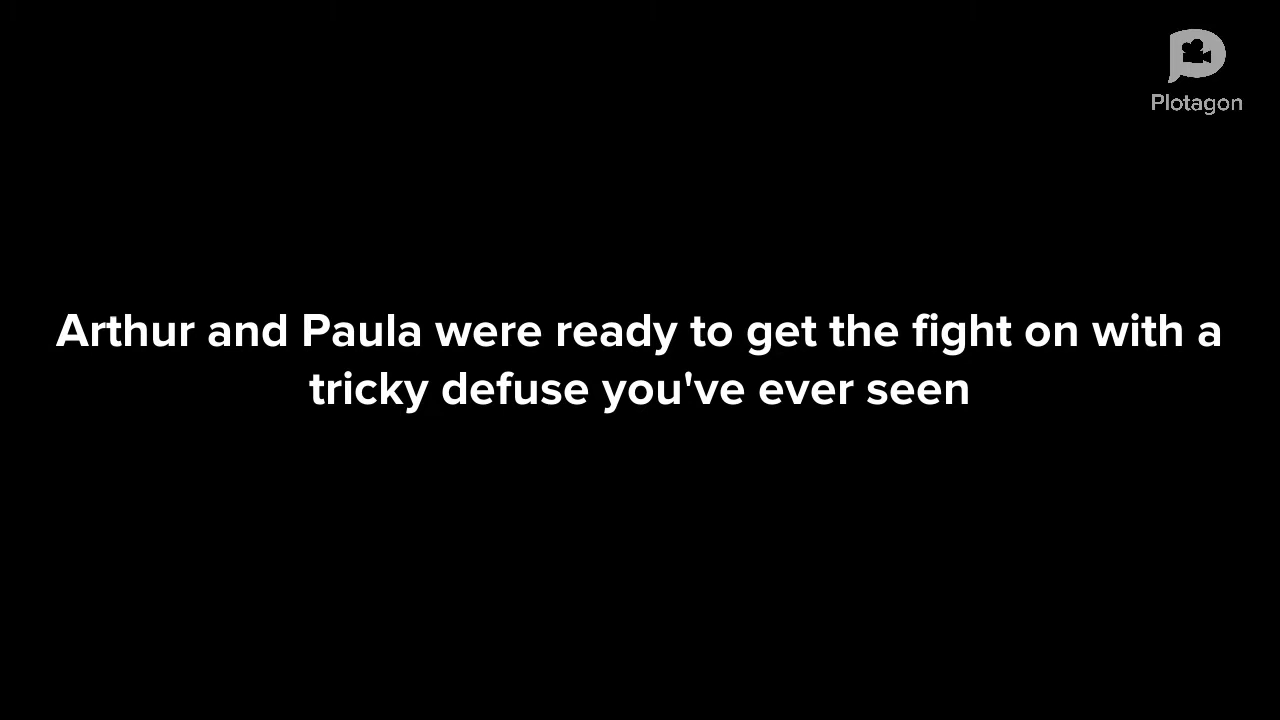 Plotagon
Arthur and Paula were ready to get the fight on with a
tricky defuse you've ever seen